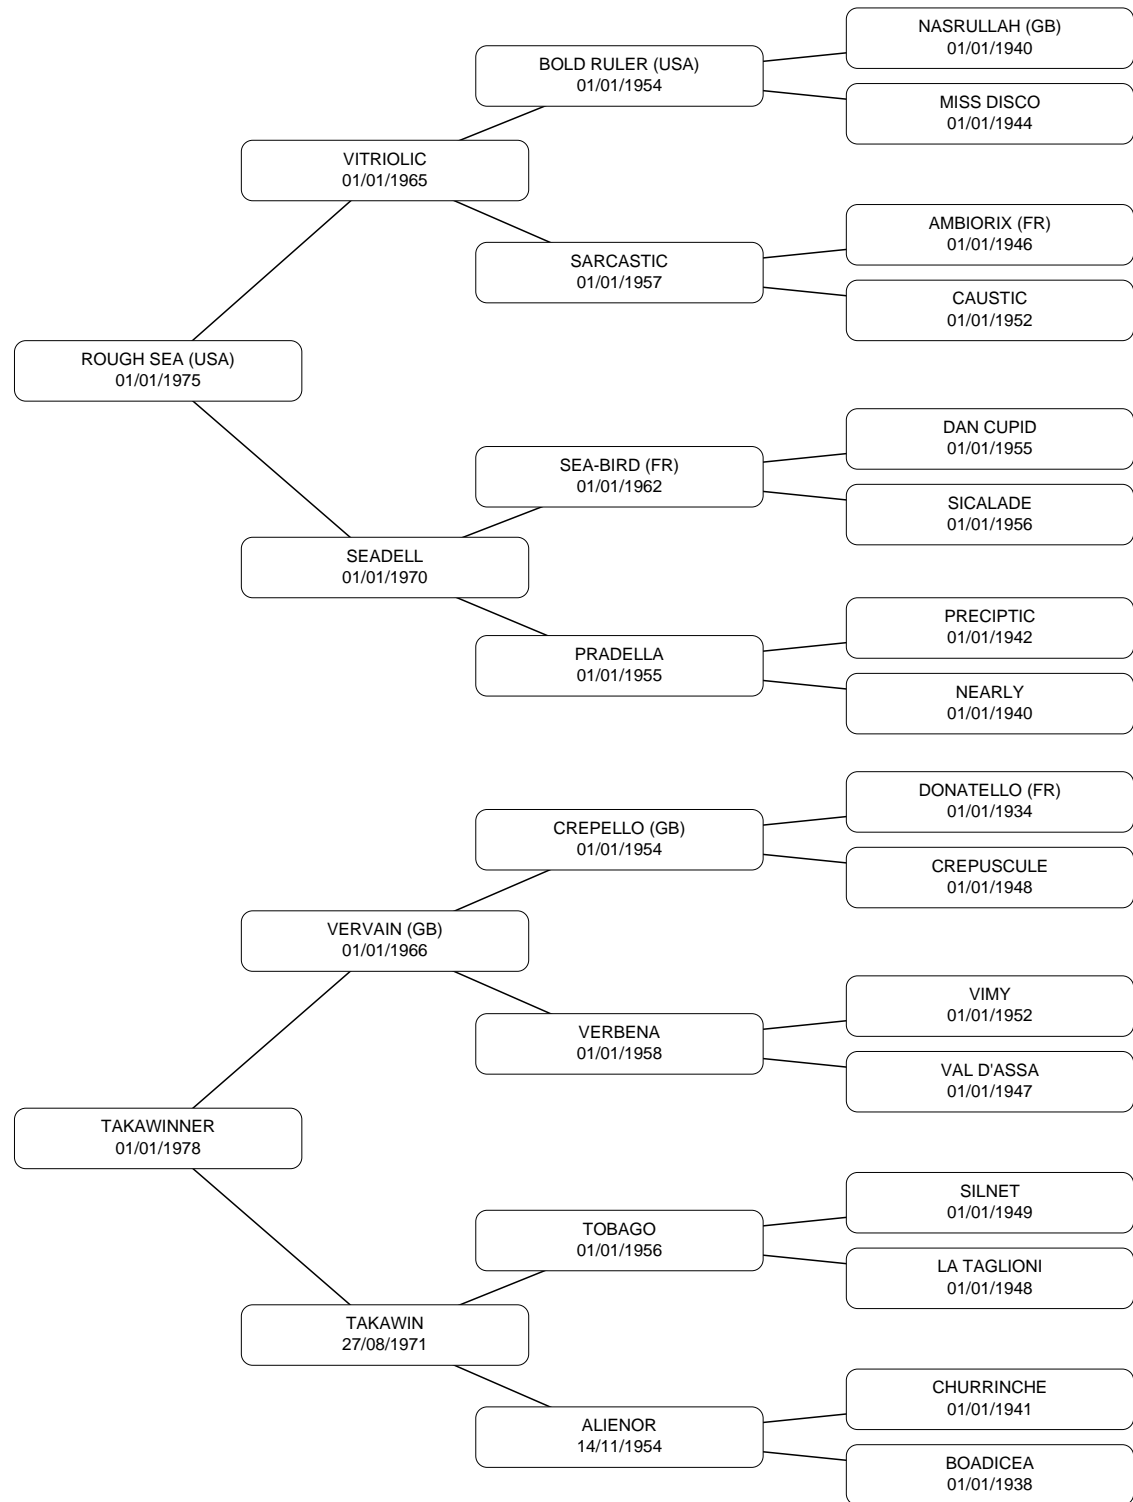 NASRULLAH (GB)
01/01/1940
BOLD RULER (USA)
01/01/1954
MISS DISCO
01/01/1944
VITRIOLIC
01/01/1965
AMBIORIX (FR)
01/01/1946
SARCASTIC
01/01/1957
CAUSTIC
01/01/1952
ROUGH SEA (USA)
01/01/1975
DAN CUPID
01/01/1955
SEA-BIRD (FR)
01/01/1962
SICALADE
01/01/1956
SEADELL
01/01/1970
PRECIPTIC
01/01/1942
PRADELLA
01/01/1955
NEARLY
01/01/1940
DONATELLO (FR)
01/01/1934
CREPELLO (GB)
01/01/1954
CREPUSCULE
01/01/1948
VERVAIN (GB)
01/01/1966
VIMY
01/01/1952
VERBENA
01/01/1958
VAL D'ASSA
01/01/1947
TAKAWINNER
01/01/1978
SILNET
01/01/1949
TOBAGO
01/01/1956
LA TAGLIONI
01/01/1948
TAKAWIN
27/08/1971
CHURRINCHE
01/01/1941
ALIENOR
14/11/1954
BOADICEA
01/01/1938